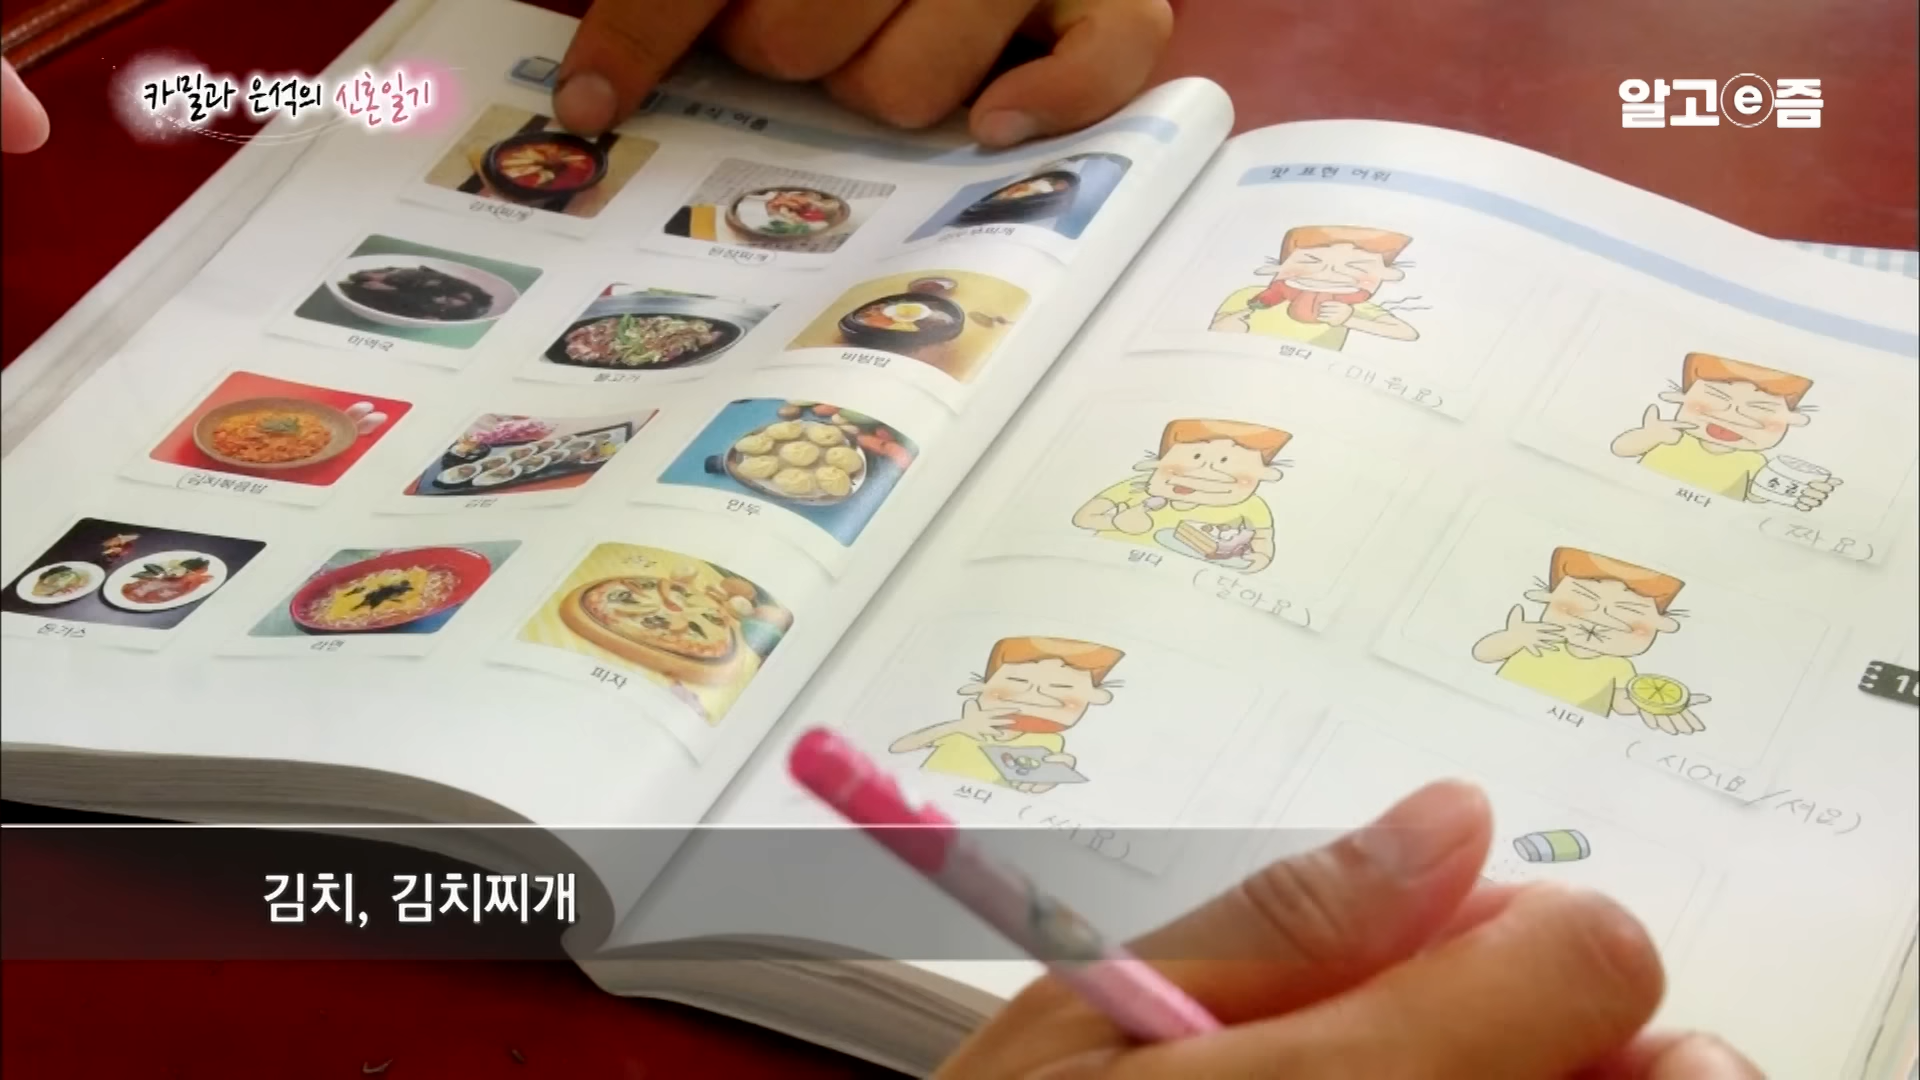 카밀과 은석의 신혼일기
알고e즘
음식 이름
김치찌개
된장찌개
미역국
불고기
비빔밥
김치볶음밥
김밥
만두
돈가스
라면
피자
맛 표현 어휘
맵다
(매워요)
짜다
(짜요)
소금
달다
(달아요)
시다
(시어요/셔요)
쓰다
(써요)
김치, 김치찌개